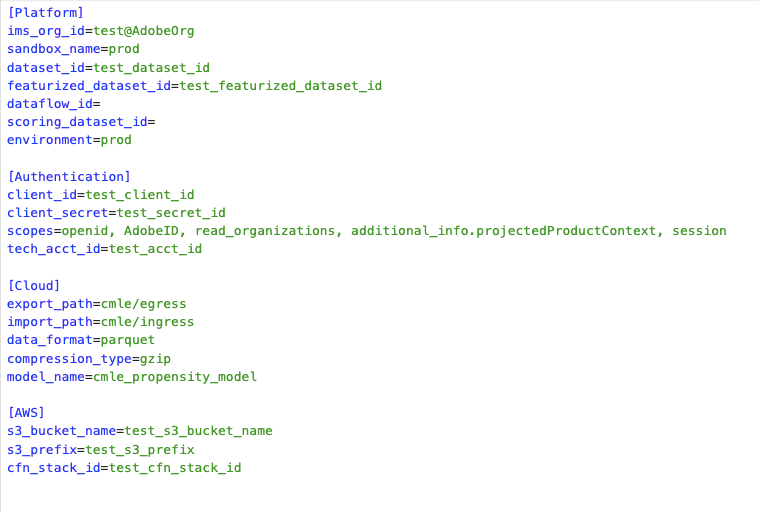 [Platform]
ims_org_id=test@AdobeOrg
sandbox_name=prod
dataset_id=test_dataset_id
featurized_dataset_id=test_featurized_dataset_id
dataflow_id=
scoring_dataset_id=
environment=prod
[Authentication]
client_id=test_client_id
client_secret=test_secret_id
scopes=openid, AdobeID, read_organizations, additional_info.projectedProductContext, session
tech_acct_id=test_acct_id
[Cloud]
export_path=cmle/egress
import_path=cmle/ingress
data_format=parquet
compression_type=gzip
model_name=cmle_propensity_model
[AWS]
s3_bucket_name=test_s3_bucket_name
s3_prefix=test_s3_prefix
cfn_stack_id=test_cfn_stack_id